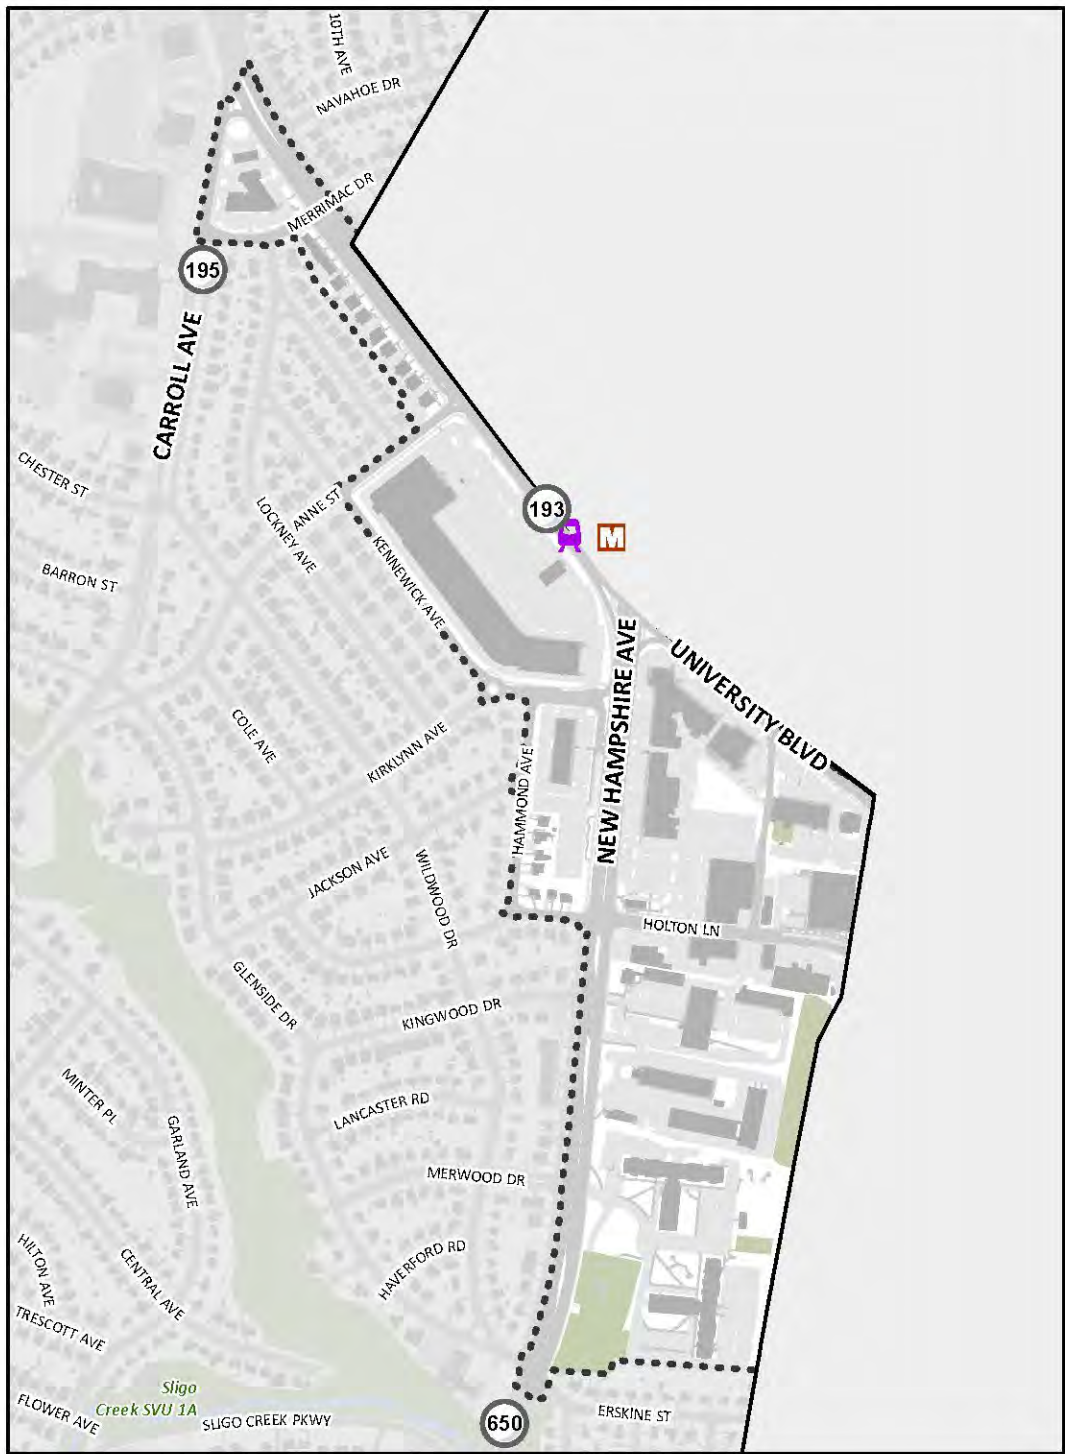 10TH AVE
NAVAHOE DR
MERRIMAC DR
195
CARROLL AVE
CHESTER ST
ANNE ST
LOCKNEY AVE
193
M
BARRON ST
KENNEWICK AVE
UNIVERSITY BLVD
NEW HAMPSHIRE AVE
COLE AVE
KIRKLYNN AVE
HAMMOND AVE
JACKSON AVE
WILDWOOD DR
HOLTON LN
GLENSIDE DR
KINGWOOD DR
MINTER PL
LANCASTER RD
GARLAND AVE
MERWOOD DR
HILTON AVE
CENTRAL AVE
HAVERFORD RD
TRESCOTT AVE
Sligo
Creek SVU 1A
FLOWER AVE
SLIGO CREEK PKWY
650
ERSKINE ST